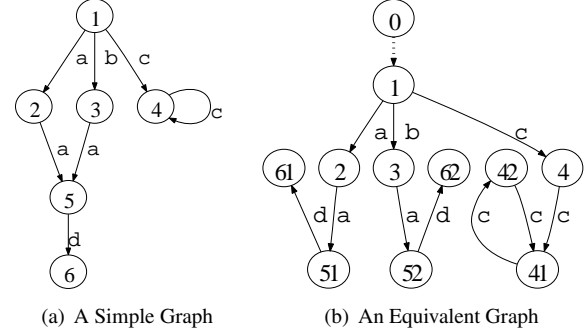 0
1
a b c
2 3 4 c
a a
5
d
6
1
a b c
61 2 3 62 42 4
d a a d c c c
51 52 41
(a) A Simple Graph
(b) An Equivalent Graph